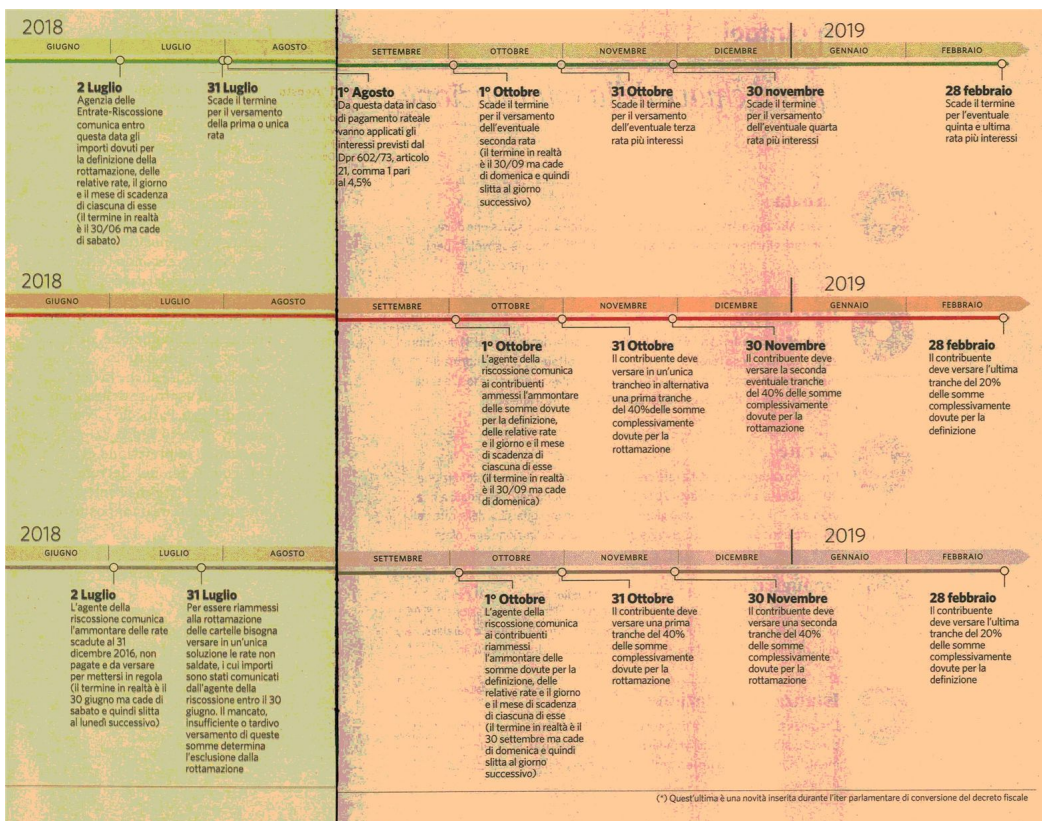 2018
2019
GIUGNO LUGLIO AGOSTO SETTEMBRE OTTOBRE NOVEMBRE DICEMBRE GENNAIO FEBBRAIO
2 Luglio
Agenzia delle
Entrate-Riscossione
comunica entro
questa data gli
importi dovuti per
la definizione della
rottamazione, delle
relative rate, il giorno
e il mese di scadenza
di ciascuna di esse
(il termine in realtà
è il 30/06 ma cade
di sabato)
31 Luglio
Scade il termine
per il versamento
della prima o unica
rata
1° Agosto
Da questa data in caso
di pagamento rateale
vanno applicati gli
interessi previsti dal
Dpr 602/73, articolo
21, comma 1 pari
al 4,5%
1° Ottobre
Scade il termine
per il versamento
dell'eventuale
seconda rata
(il termine in realtà
è il 30/09 ma cade
di domenica e quindi
slitta al giorno
successivo)
31 Ottobre
Scade il termine
per il versamento
dell'eventuale terza
rata più interessi
30 novembre
Scade il termine
per il versamento
dell'eventuale quarta
rata più interessi
28 febbraio
Scade il termine
per l'eventuale
quinta e ultima
rata più interessi
2018
2019
GIUGNO LUGLIO AGOSTO SETTEMBRE OTTOBRE NOVEMBRE DICEMBRE GENNAIO FEBBRAIO
1° Ottobre
L'agente della
riscossione comunica
ai contribuenti
ammessi l'ammontare
delle somme dovute
per la definizione,
delle relative rate
e il giorno e il mese
di scadenza di
ciascuna di esse
(il termine in realtà
è il 30/09 ma cade
di domenica)
31 Ottobre
Il contribuente deve
versare in un'unica
trancheo in alternativa
una prima tranche
del 40%delle somme
complessivamente
dovute per la
rottamazione
30 Novembre
Il contribuente deve
versare la seconda
eventuale tranche
del 40% delle somme
complessivamente
dovute per la
rottamazione
28 febbraio
Il contribuente
deve versare l'ultima
tranche del 20%
delle somme
complessivamente
dovute per la
definizione
2018
2019
GIUGNO LUGLIO AGOSTO SETTEMBRE OTTOBRE NOVEMBRE DICEMBRE GENNAIO FEBBRAIO
2 Luglio
L'agente della
riscossione comunica
l'ammontare delle rate
scadute al 31
dicembre 2016, non
pagate e da versare
per mettersi in regola
(il termine in realtà è il
30 giugno ma cade di
sabato e quindi slitta
al lunedì successivo)
31 Luglio
Per essere riammessi
alla rottamazione
delle cartelle bisogna
versare in un'unica
soluzione le rate non
saldate, i cui importi
sono stati comunicati
dall'agente della
riscossione entro il 30
giugno. Il mancato,
insufficiente o tardivo
versamento di queste
somme determina
l'esclusione dalla
rottamazione
1° Ottobre
L'agente della
riscossione comunica
ai contribuenti
riammessi
l'ammontare delle
somme dovute per la
definizione, delle
relative rate e il giorno
e il mese di scadenza
di ciascuna di esse
(il termine in realtà è il
30 settembre ma cade
di domenica e quindi
slitta al giorno
successivo)
31 Ottobre
Il contribuente deve
versare una prima
tranche del 40%
delle somme
complessivamente
dovute per la
rottamazione
30 Novembre
Il contribuente deve
versare una seconda
tranche del 40%
delle somme
complessivamente
dovute per la
rottamazione
28 febbraio
Il contribuente
deve versare l'ultima
tranche del 20%
delle somme
complessivamente
dovute per la
definizione
(*) Quest'ultima è una novità inserita durante l'iter parlamentare di conversione del decreto fiscale